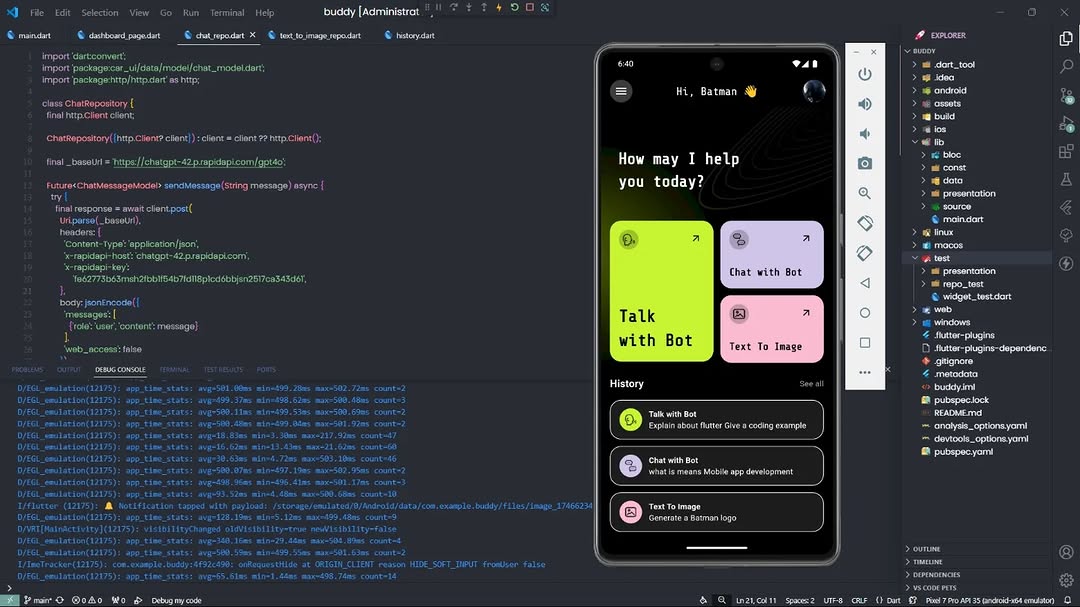 File Edit Selection View Go Run Terminal Help
buddy [Administrat
main.dart dashboard_page.dart chat_repo.dart text_to_image_repo.dart history.dart
import 'dart:convert';
import 'package:car_ui/data/model/chat_model.dart';
import 'package:http/http.dart' as http;
class ChatRepository {
final http.Client client;
ChatRepository({http.Client? client}) : client = client ?? http.Client();
final _baseUrl = 'https://chatgpt-42.p.rapidapi.com/gpt4o';
Future<ChatMessageModel> sendMessage(String message) async {
try {
final response = await client.post(
Uri.parse(_baseUrl),
headers: {
'Content-Type': 'application/json',
'x-rapidapi-host': 'chatgpt-42.p.rapidapi.com',
'x-rapidapi-key':
},
body: jsonEncode({
'messages': [
{'role': 'user', 'content': message}
],
'web_access': false
PROBLEMS OUTPUT DEBUG CONSOLE TERMINAL TEST RESULTS PORTS
D/EGL_emulation(12175): app_time_stats: avg=501.00ms min=499.28ms max=502.72ms count=2
D/EGL_emulation(12175): app_time_stats: avg=499.37ms min=498.62ms max=500.48ms count=3
D/EGL_emulation(12175): app_time_stats: avg=500.11ms min=499.53ms max=500.69ms count=2
D/EGL_emulation(12175): app_time_stats: avg=500.48ms min=499.04ms max=501.92ms count=2
D/EGL_emulation(12175): app_time_stats: avg=18.83ms min=3.30ms max=217.92ms count=47
D/EGL_emulation(12175): app_time_stats: avg=16.62ms min=13.43ms max=21.62ms count=60
D/EGL_emulation(12175): app_time_stats: avg=30.63ms min=4.72ms max=503.10ms count=46
D/EGL_emulation(12175): app_time_stats: avg=500.07ms min=497.19ms max=502.95ms count=2
D/EGL_emulation(12175): app_time_stats: avg=498.96ms min=496.41ms max=501.17ms count=3
D/EGL_emulation(12175): app_time_stats: avg=93.52ms min=4.48ms max=500.68ms count=10
I/flutter (12175): 🔔 Notification tapped with payload: /storage/emulated/0/Android/data/com.example.buddy/files/image_17466234
D/EGL_emulation(12175): app_time_stats: avg=128.19ms min=5.12ms max=499.48ms count=9
D/VRI[MainActivity](12175): visibilityChanged oldVisibility=true newVisibility=false
D/EGL_emulation(12175): app_time_stats: avg=340.16ms min=29.44ms max=504.89ms count=4
D/EGL_emulation(12175): app_time_stats: avg=500.59ms min=499.55ms max=501.63ms count=2
I/ImeTracker(12175): com.example.buddy:4f92c490: onRequestHide at ORIGIN_CLIENT reason HIDE_SOFT_INPUT fromUser false
D/EGL_emulation(12175): app_time_stats: avg=65.61ms min=1.44ms max=498.74ms count=14
6:40
Hi, Batman 👋
How may I help
you today?
Talk
with Bot
Chat with Bot
Text To Image
History See all
Talk with Bot
Explain about flutter Give a coding example
Chat with Bot
what is means Mobile app development
Text To Image
Generate a Batman logo
EXPLORER
BUDDY
.dart_tool
.idea
android
assets
build
ios
lib
bloc
const
data
presentation
source
main.dart
linux
macos
test
presentation
repo_test
widget_test.dart
web
windows
.flutter-plugins
.flutter-plugins-dependenc...
.gitignore
.metadata
buddy.iml
pubspec.lock
README.md
analysis_options.yaml
devtools_options.yaml
pubspec.yaml
OUTLINE
TIMELINE
DEPENDENCIES
VS CODE PETS
main* 0 0 0 Debug my code Ln 21, Col 11 Spaces: 2 UTF-8 CRLF Dart Pixel 7 Pro API 35 (android-x64 emulator)